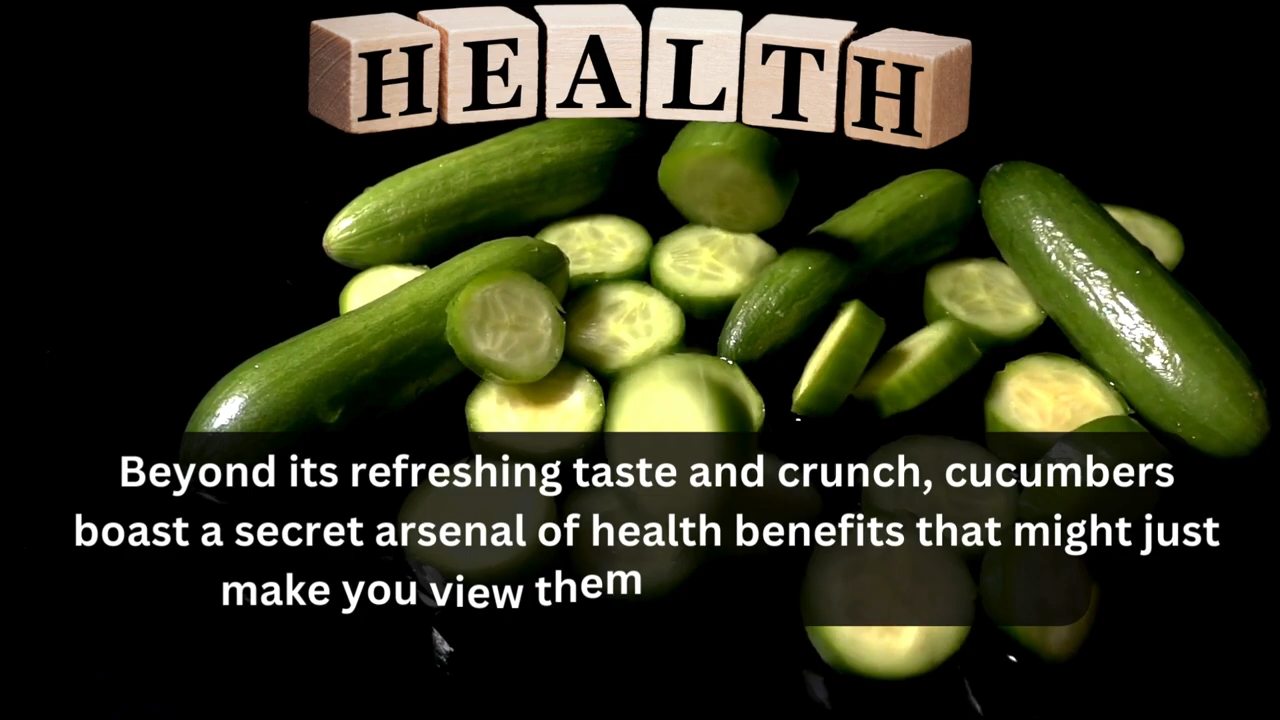 HEALTH
Beyond its refreshing taste and crunch, cucumbers
boast a secret arsenal of health benefits that might just
make you view them